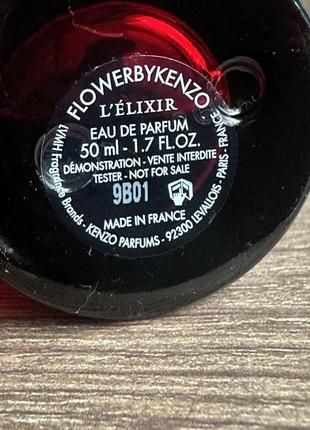 FLOWERBYKENZO
L'ÉLIXIR
EAU DE PARFUM
50 ml - 1.7 FL.OZ.
DÉMONSTRATION - VENTE INTERDITE
TESTER - NOT FOR SALE
9B01
MADE IN FRANCE
LVMH Fragrance Brands - KENZO PARFUMS - 92300 LEVALLOIS - PARIS - FRANCE